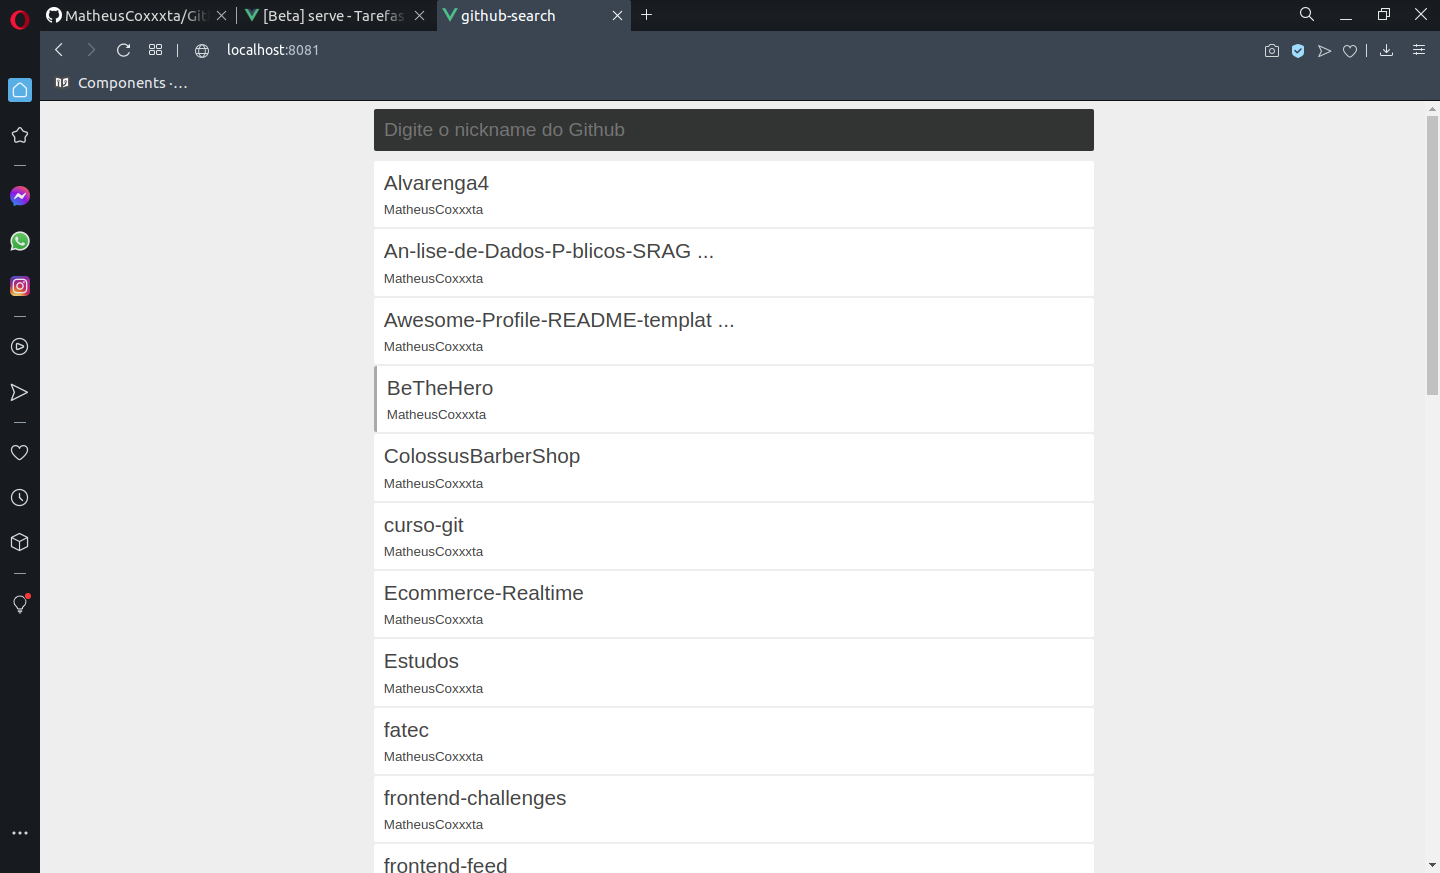 MatheusCoxxxta/Git
[Beta] serve - Tarefas
github-search
localhost:8081
Components ·...
Digite o nickname do Github
Alvarenga4
MatheusCoxxxta
An-lise-de-Dados-P-blicos-SRAG ...
MatheusCoxxxta
Awesome-Profile-README-templat ...
MatheusCoxxxta
BeTheHero
MatheusCoxxxta
ColossusBarberShop
MatheusCoxxxta
curso-git
MatheusCoxxxta
Ecommerce-Realtime
MatheusCoxxxta
Estudos
MatheusCoxxxta
fatec
MatheusCoxxxta
frontend-challenges
MatheusCoxxxta
frontend-feed